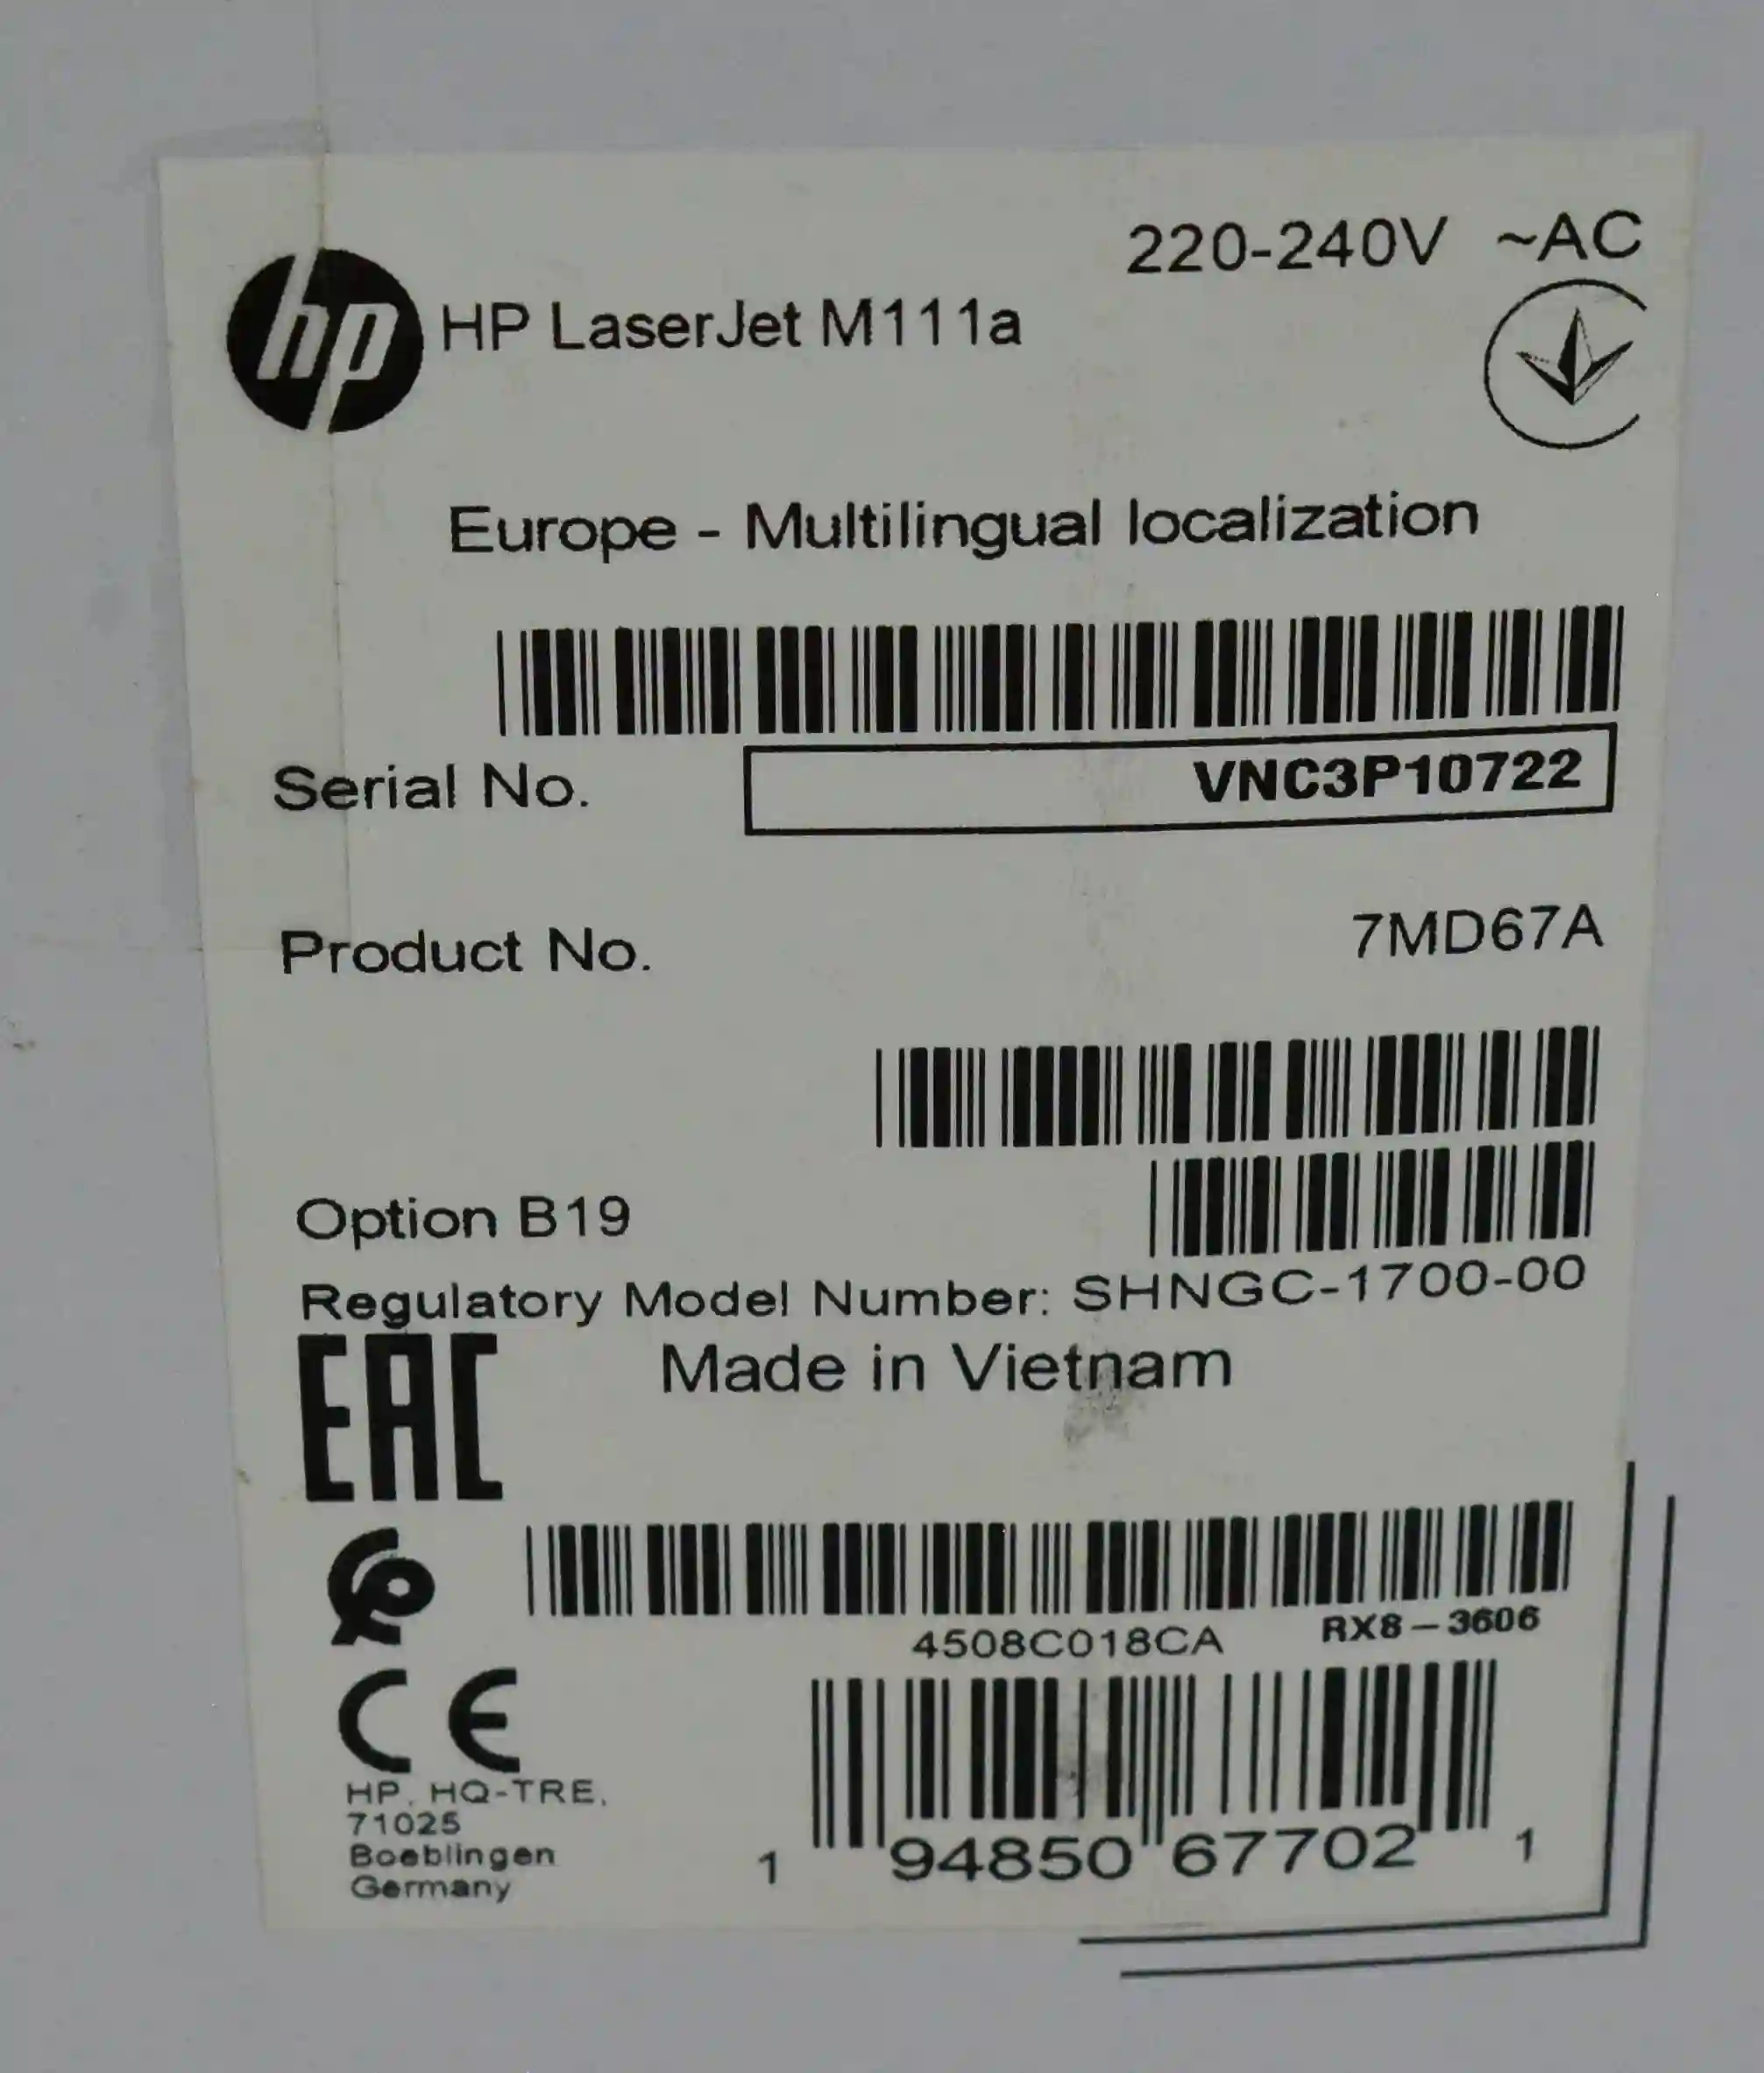 220-240V ~AC
hp HP LaserJet M111a
Europe - Multilingual localization
Serial No. VNC3P10722
Product No. 7MD67A
Option B19
Regulatory Model Number: SHNGC-1700-00
EAC Made in Vietnam
4508C018CA RX8-3606
CE
HP, HQ-TRE,
71025
Boeblingen
Germany
1 94850 67702 1